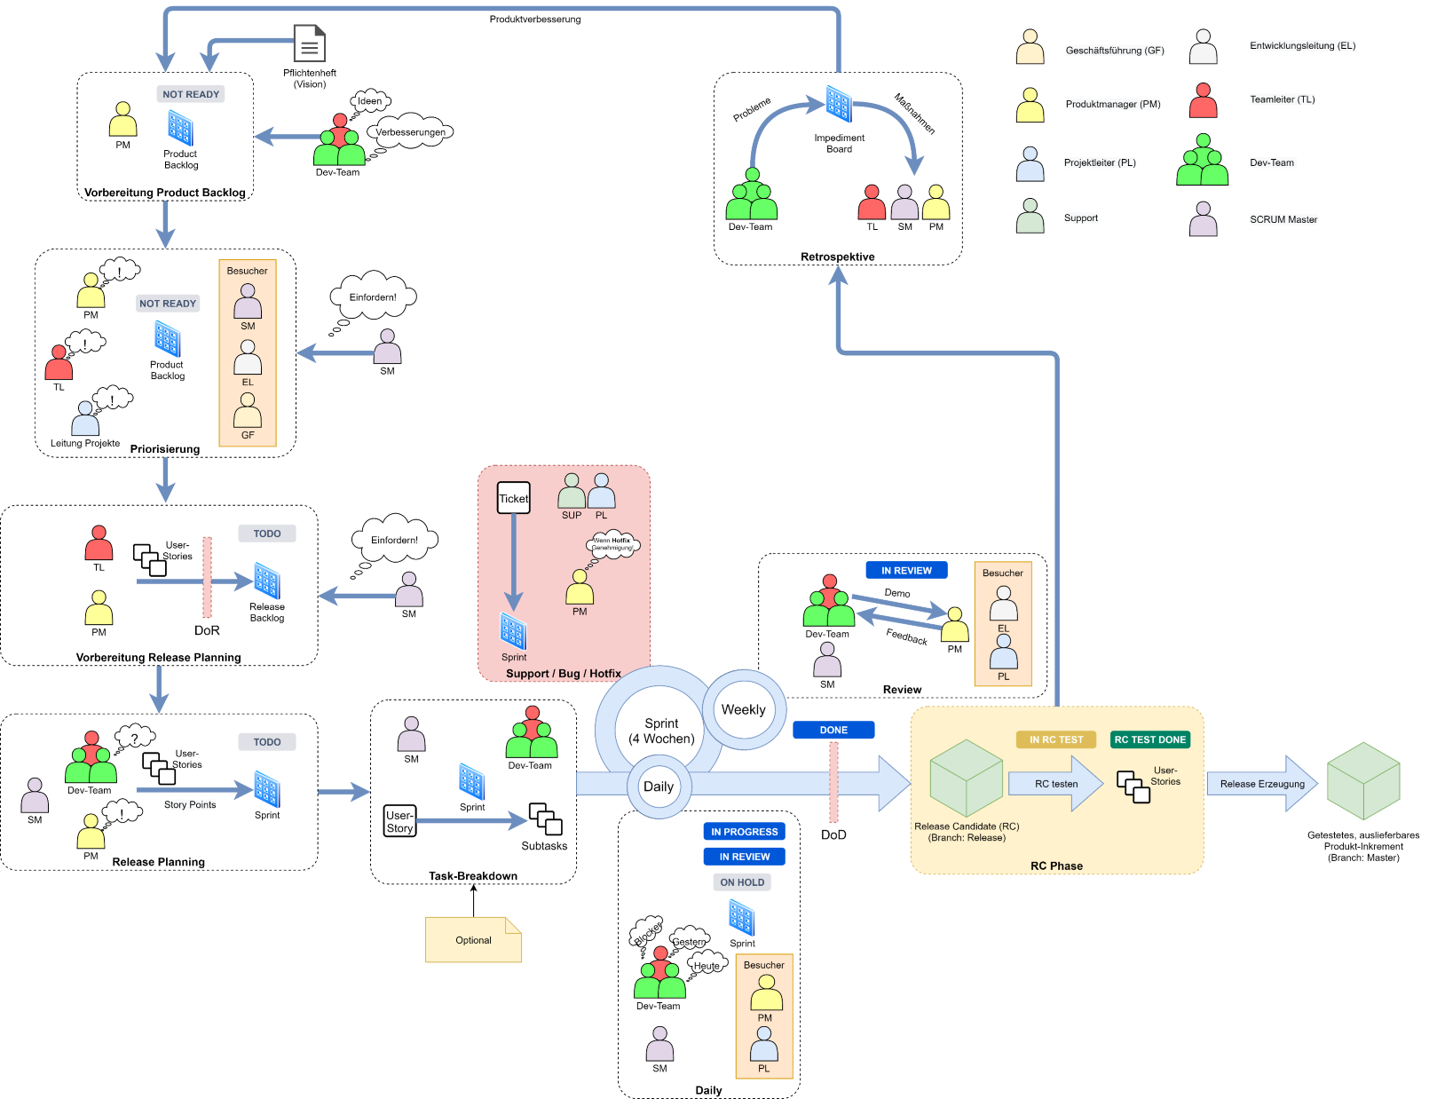 Produktverbesserung
Pflichtenheft
(Vision)
NOT READY
PM
Product
Backlog
Vorbereitung Product Backlog
Ideen
Verbesserungen
Dev-Team
Probleme
Maßnahmen
Impediment
Board
Dev-Team
TL
SM
PM
Retrospektive
Geschäftsführung (GF)
Entwicklungsleitung (EL)
Produktmanager (PM)
Teamleiter (TL)
Projektleiter (PL)
Dev-Team
Support
SCRUM Master
!
PM
NOT READY
!
TL
Product
Backlog
!
Leitung Projekte
Besucher
SM
EL
GF
Priorisierung
Einfordern!
SM
TL
User-
Stories
TODO
PM
DoR
Release
Backlog
Vorbereitung Release Planning
Einfordern!
SM
Ticket
SUP
PL
Wenn Hotfix
Genehmigung!
PM
Sprint
Support / Bug / Hotfix
IN REVIEW
Demo
Feedback
Dev-Team
PM
SM
Besucher
EL
PL
Review
?
Dev-Team
User-
Stories
TODO
SM
!
PM
Story Points
Sprint
Release Planning
SM
Dev-Team
Sprint
User-
Story
Subtasks
Task-Breakdown
Optional
Sprint
(4 Wochen)
Weekly
Daily
DONE
DoD
IN PROGRESS
IN REVIEW
ON HOLD
Sprint
Blocker
Gestern
Heute
Dev-Team
SM
Besucher
PM
PL
Daily
IN RC TEST
RC TEST DONE
RC testen
User-
Stories
Release Candidate (RC)
(Branch: Release)
RC Phase
Release Erzeugung
Getestetes, auslieferbares
Produkt-Inkrement
(Branch: Master)